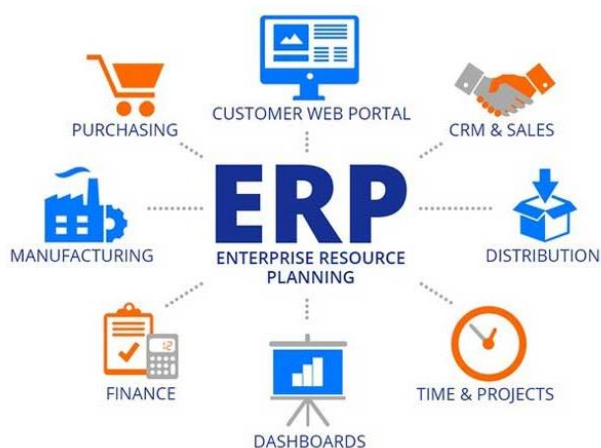 CUSTOMER WEB PORTAL
PURCHASING
CRM & SALES
ERP
ENTERPRISE RESOURCE
PLANNING
MANUFACTURING
DISTRIBUTION
FINANCE
TIME & PROJECTS
DASHBOARDS